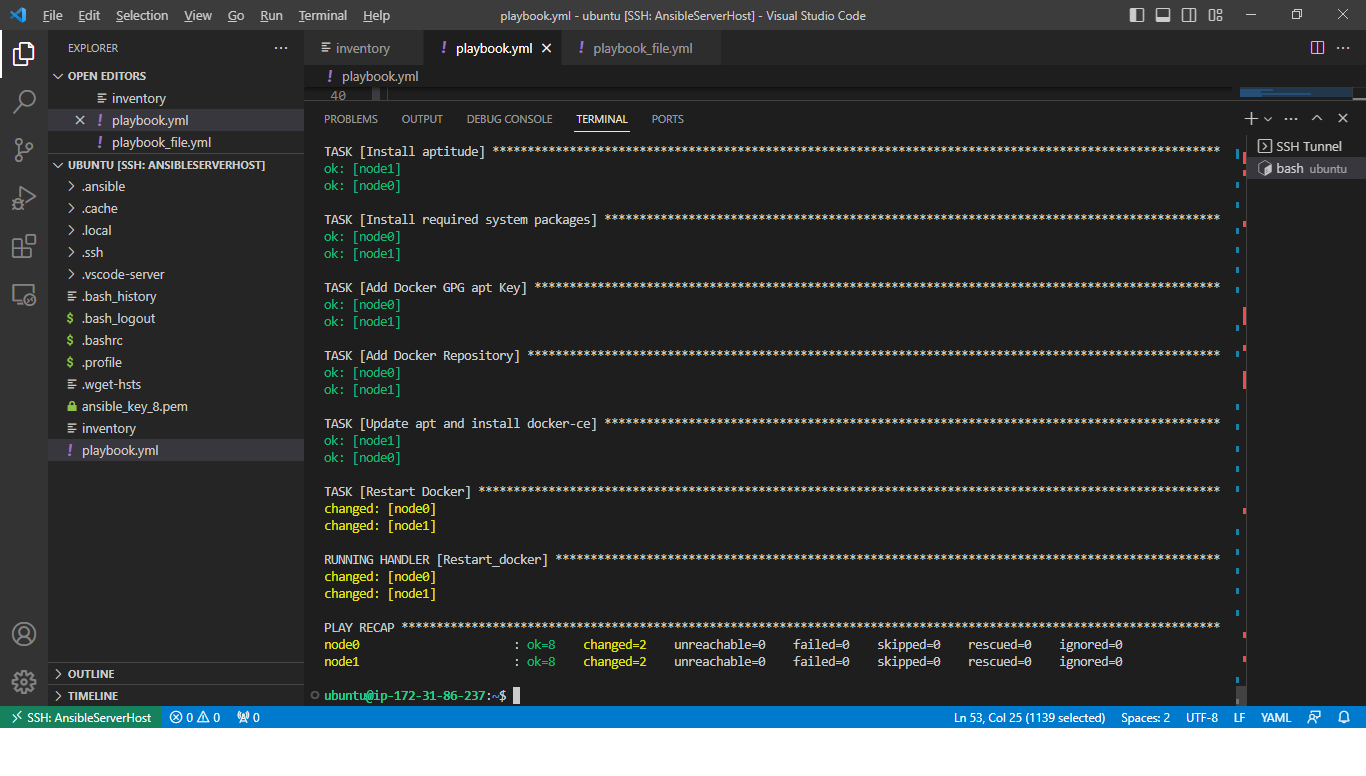 File Edit Selection View Go Run Terminal Help playbook.yml - ubuntu [SSH: AnsibleServerHost] - Visual Studio Code
EXPLORER
OPEN EDITORS
inventory
playbook.yml
playbook_file.yml
UBUNTU [SSH: ANSIBLESERVERHOST]
.ansible
.cache
.local
.ssh
.vscode-server
.bash_history
.bash_logout
.bashrc
.profile
.wget-hsts
ansible_key_8.pem
inventory
playbook.yml
OUTLINE
TIMELINE
inventory playbook.yml playbook_file.yml
playbook.yml
40
PROBLEMS OUTPUT DEBUG CONSOLE TERMINAL PORTS
TASK [Install aptitude] ********************************************************************************************************
ok: [node1]
ok: [node0]
TASK [Install required system packages] ****************************************************************************************
ok: [node0]
ok: [node1]
TASK [Add Docker GPG apt Key] **************************************************************************************************
ok: [node0]
ok: [node1]
TASK [Add Docker Repository] ***************************************************************************************************
ok: [node0]
ok: [node1]
TASK [Update apt and install docker-ce] ****************************************************************************************
ok: [node1]
ok: [node0]
TASK [Restart Docker] **********************************************************************************************************
changed: [node0]
changed: [node1]
RUNNING HANDLER [Restart_docker] ***********************************************************************************************
changed: [node0]
changed: [node1]
PLAY RECAP *********************************************************************************************************************
node0 : ok=8 changed=2 unreachable=0 failed=0 skipped=0 rescued=0 ignored=0
node1 : ok=8 changed=2 unreachable=0 failed=0 skipped=0 rescued=0 ignored=0
ubuntu@ip-172-31-86-237:~$
SSH Tunnel
bash ubuntu
SSH: AnsibleServerHost 0 0 0 Ln 53, Col 25 (1139 selected) Spaces: 2 UTF-8 LF YAML